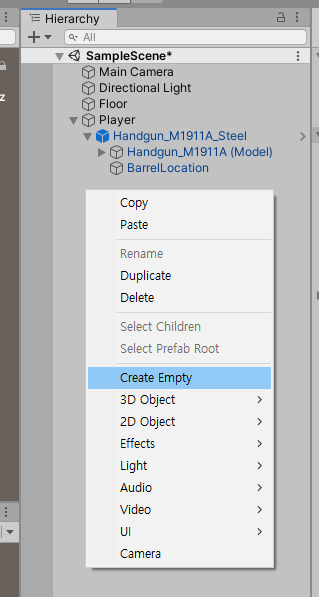 Hierarchy
All
SampleScene*
Main Camera
Directional Light
Floor
Player
Handgun_M1911A_Steel
Handgun_M1911A (Model)
BarrelLocation
Copy
Paste
Rename
Duplicate
Delete
Select Children
Select Prefab Root
Create Empty
3D Object
2D Object
Effects
Light
Audio
Video
UI
Camera